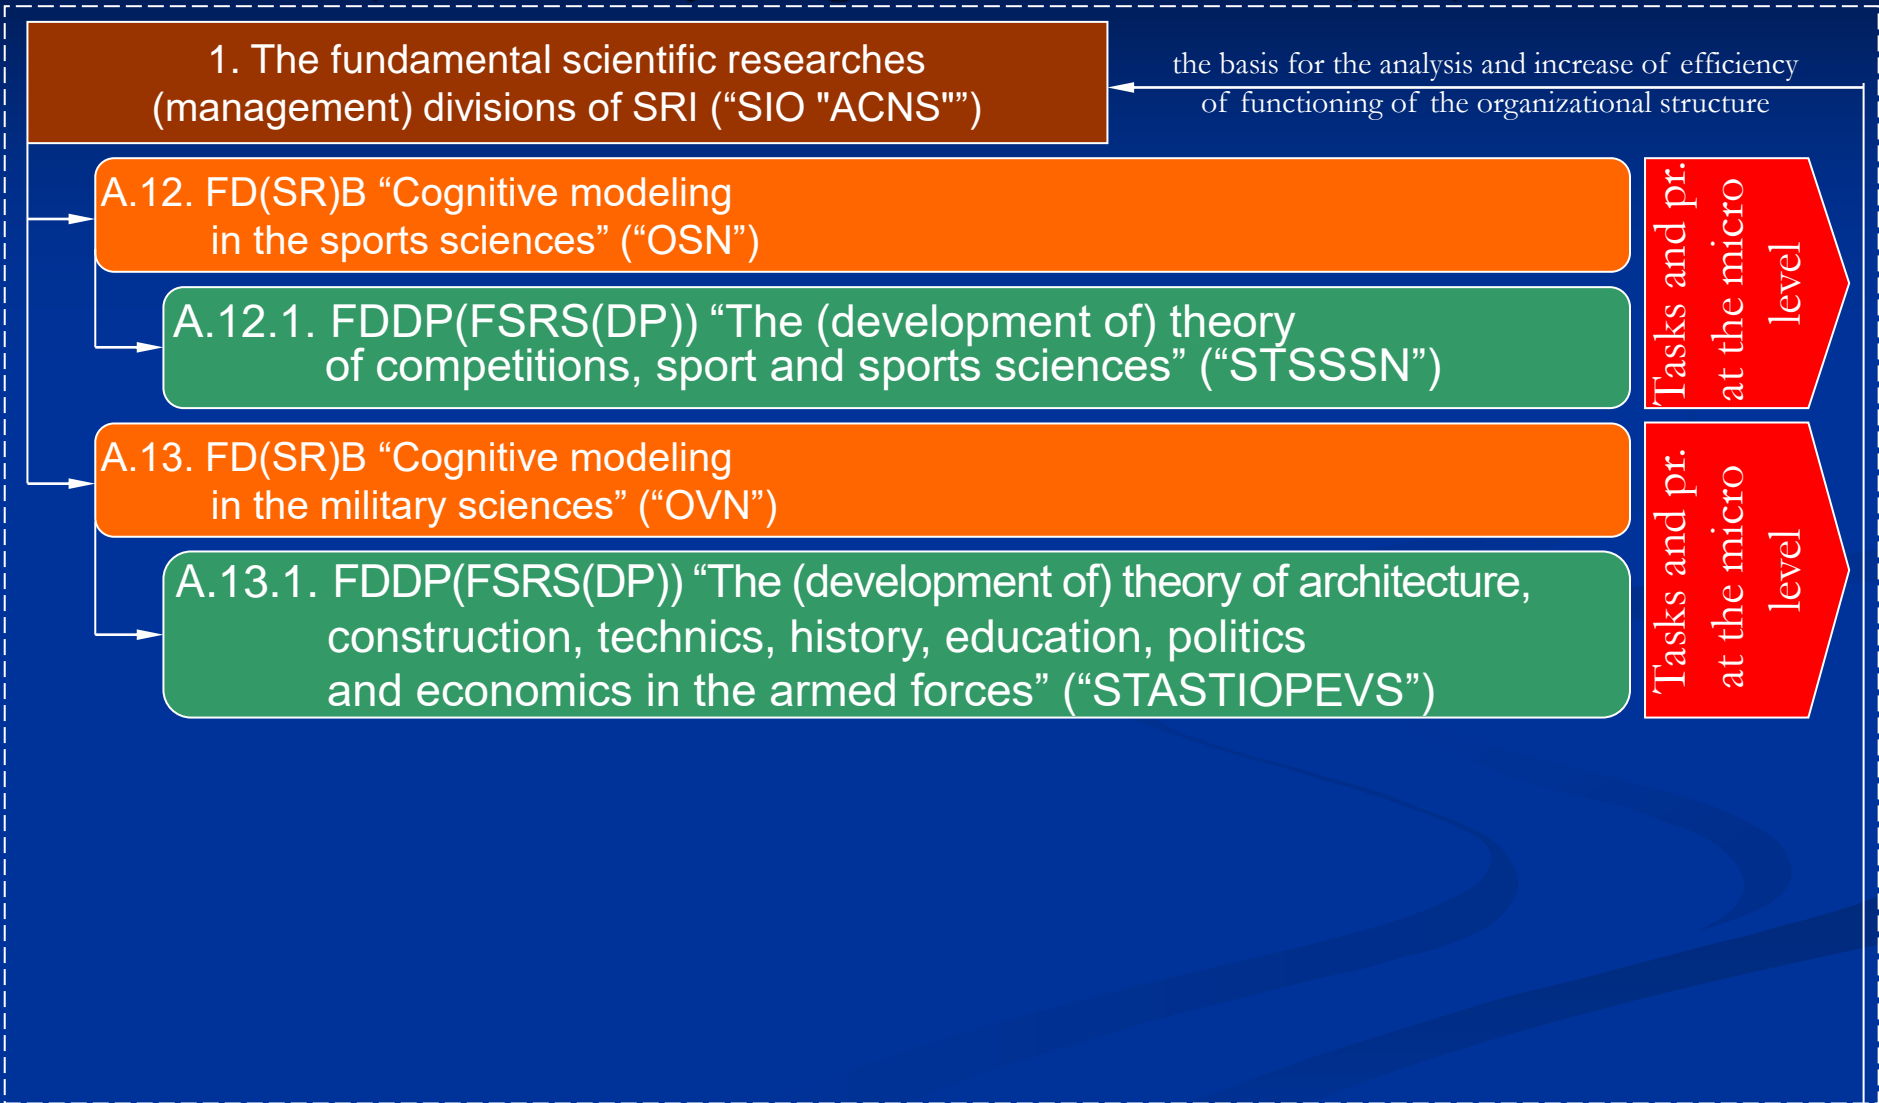 1. The fundamental scientific researches
(management) divisions of SRI (“SIO "ACNS"”)
the basis for the analysis and increase of efficiency
of functioning of the organizational structure
A.12. FD(SR)B “Cognitive modeling
in the sports sciences” (“OSN”)
A.12.1. FDDP(FSRS(DP)) “The (development of) theory
of competitions, sport and sports sciences” (“STSSSN”)
Tasks and pr.
at the micro
level
A.13. FD(SR)B “Cognitive modeling
in the military sciences” (“OVN”)
A.13.1. FDDP(FSRS(DP)) “The (development of) theory of architecture,
construction, technics, history, education, politics
and economics in the armed forces” (“STASTIOPEVS”)
Tasks and pr.
at the micro
level